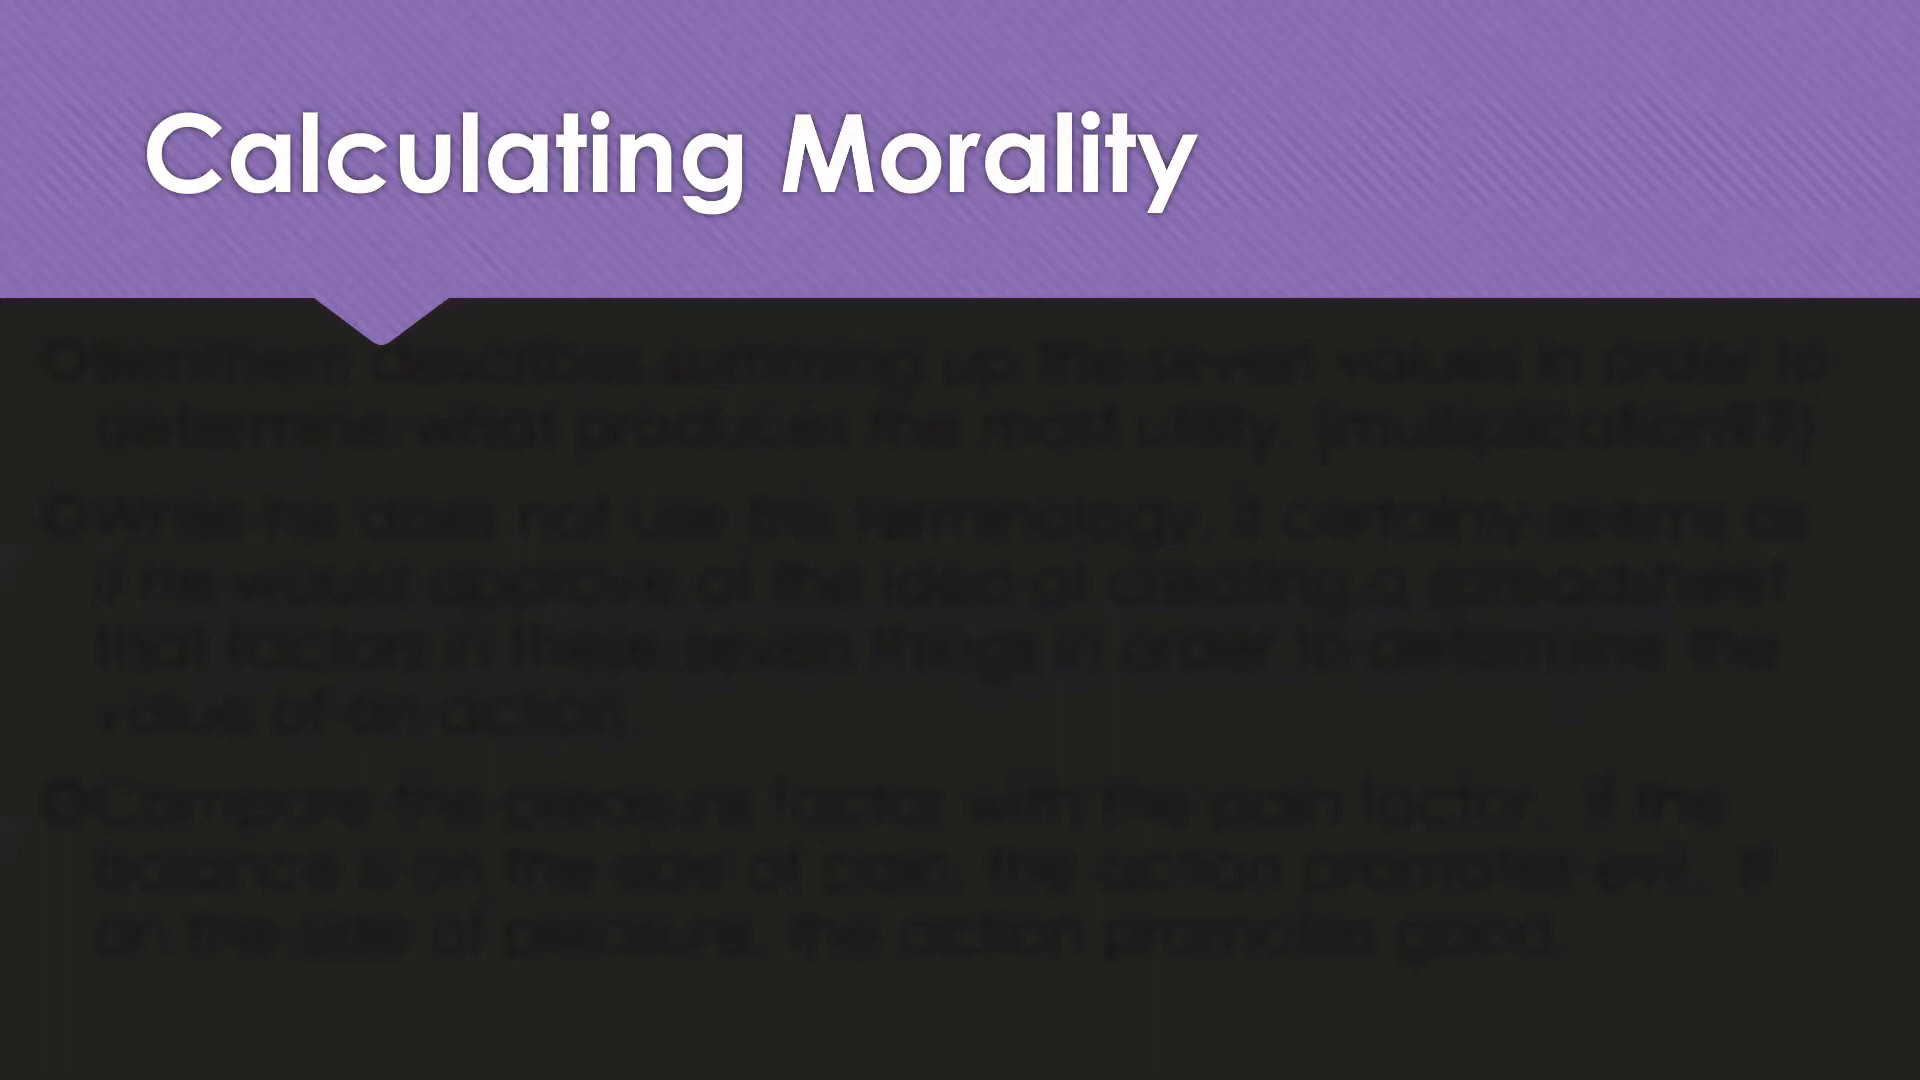 Calculating Morality
Bentham describes summing up the seven values in order to
determine what produces the most utility. (multiplication??)
While he does not use this terminology, it certainly seems as
if he would approve of the idea of creating a spreadsheet
that factors in these seven things in order to determine the
value of an action.
Compare the pleasure factor with the pain factor. If the
balance is on the side of pain, the action promotes evil. If
on the side of pleasure, the action promotes good.